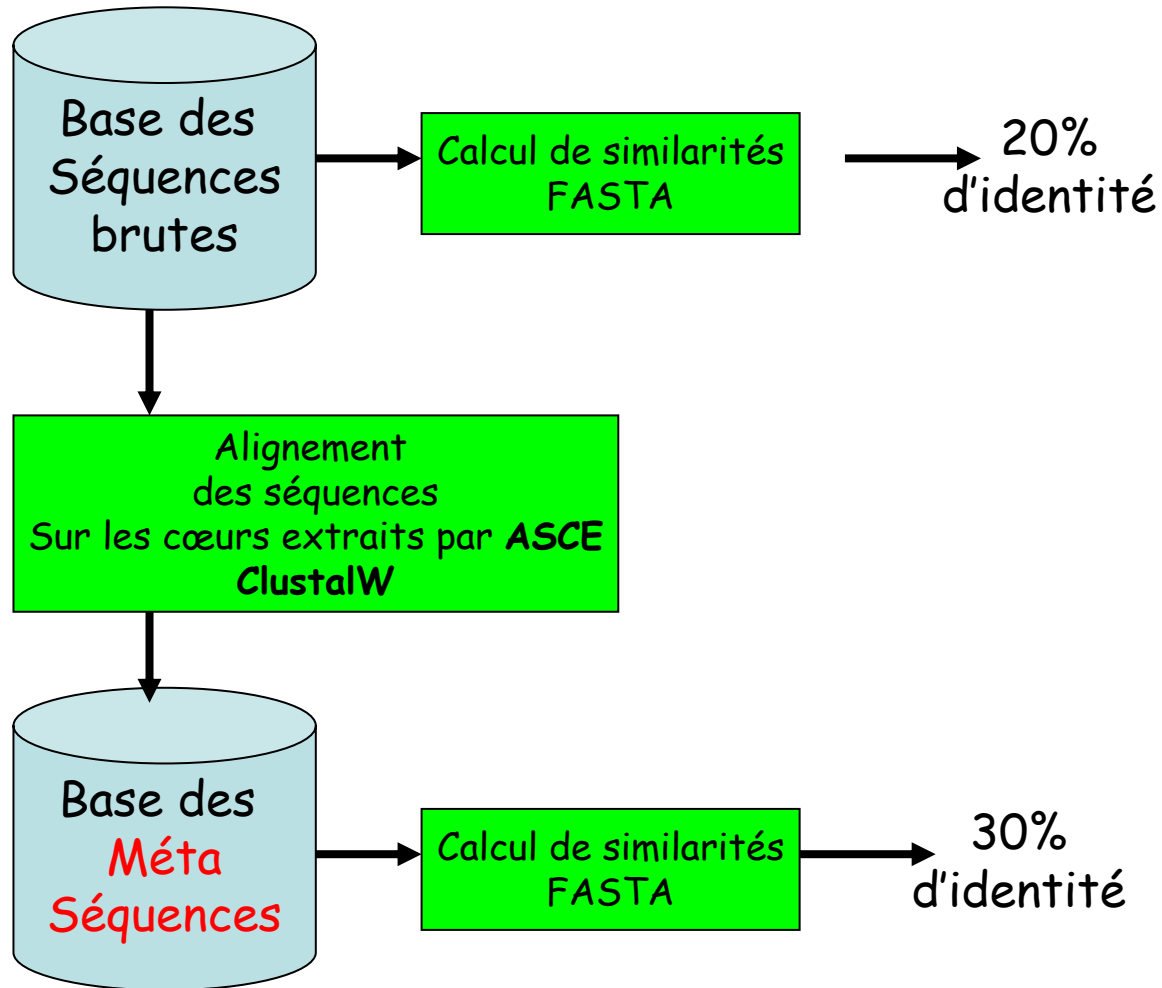 Base des
Séquences
brutes
Calcul de similarités
FASTA
20%
d'identité
Alignement
des séquences
Sur les cœurs extraits par ASCE
ClustalW
Base des
Méta
Séquences
Calcul de similarités
FASTA
30%
d'identité